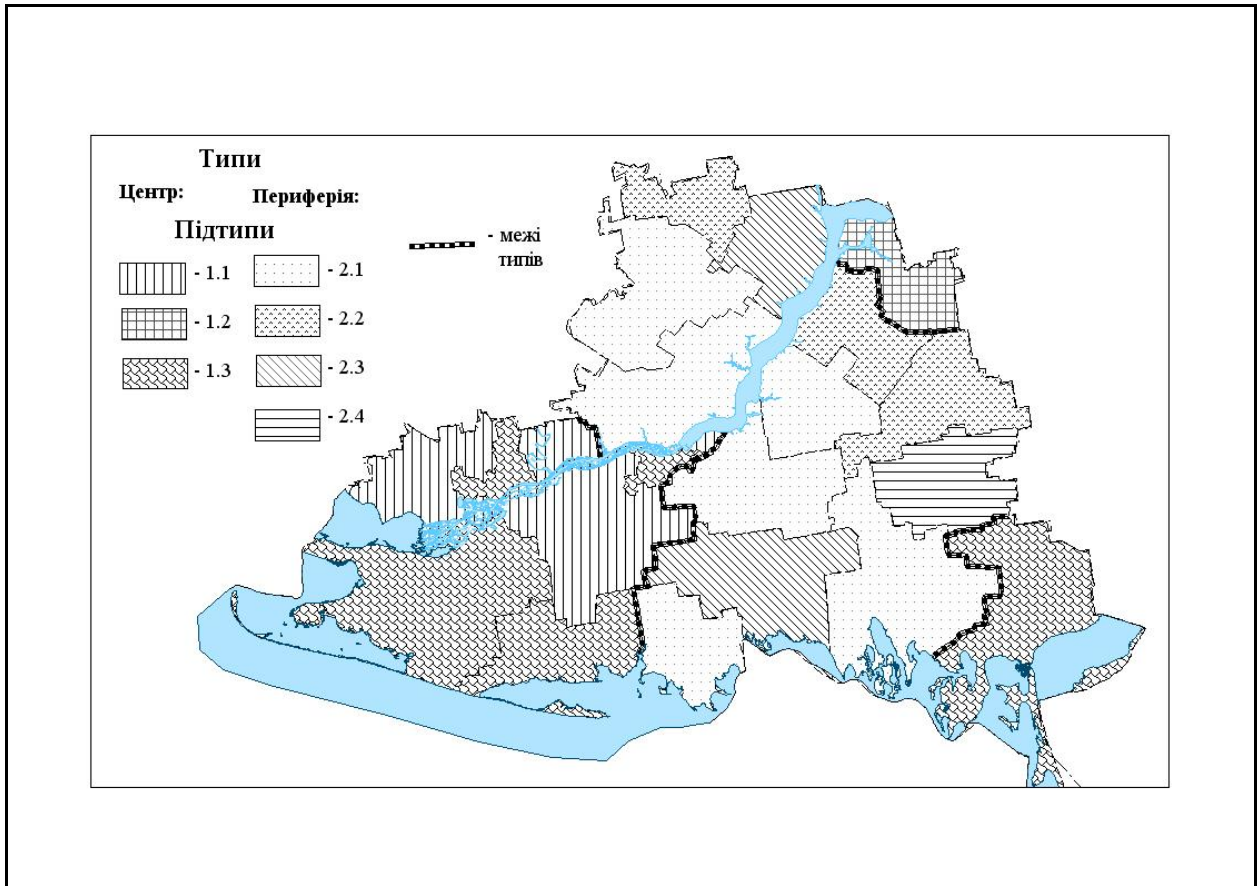 Типи
Центр: Периферія:
Підтипи
- 1.1 - 2.1
- 1.2 - 2.2
- 1.3 - 2.3
- 2.4
- межі
типів